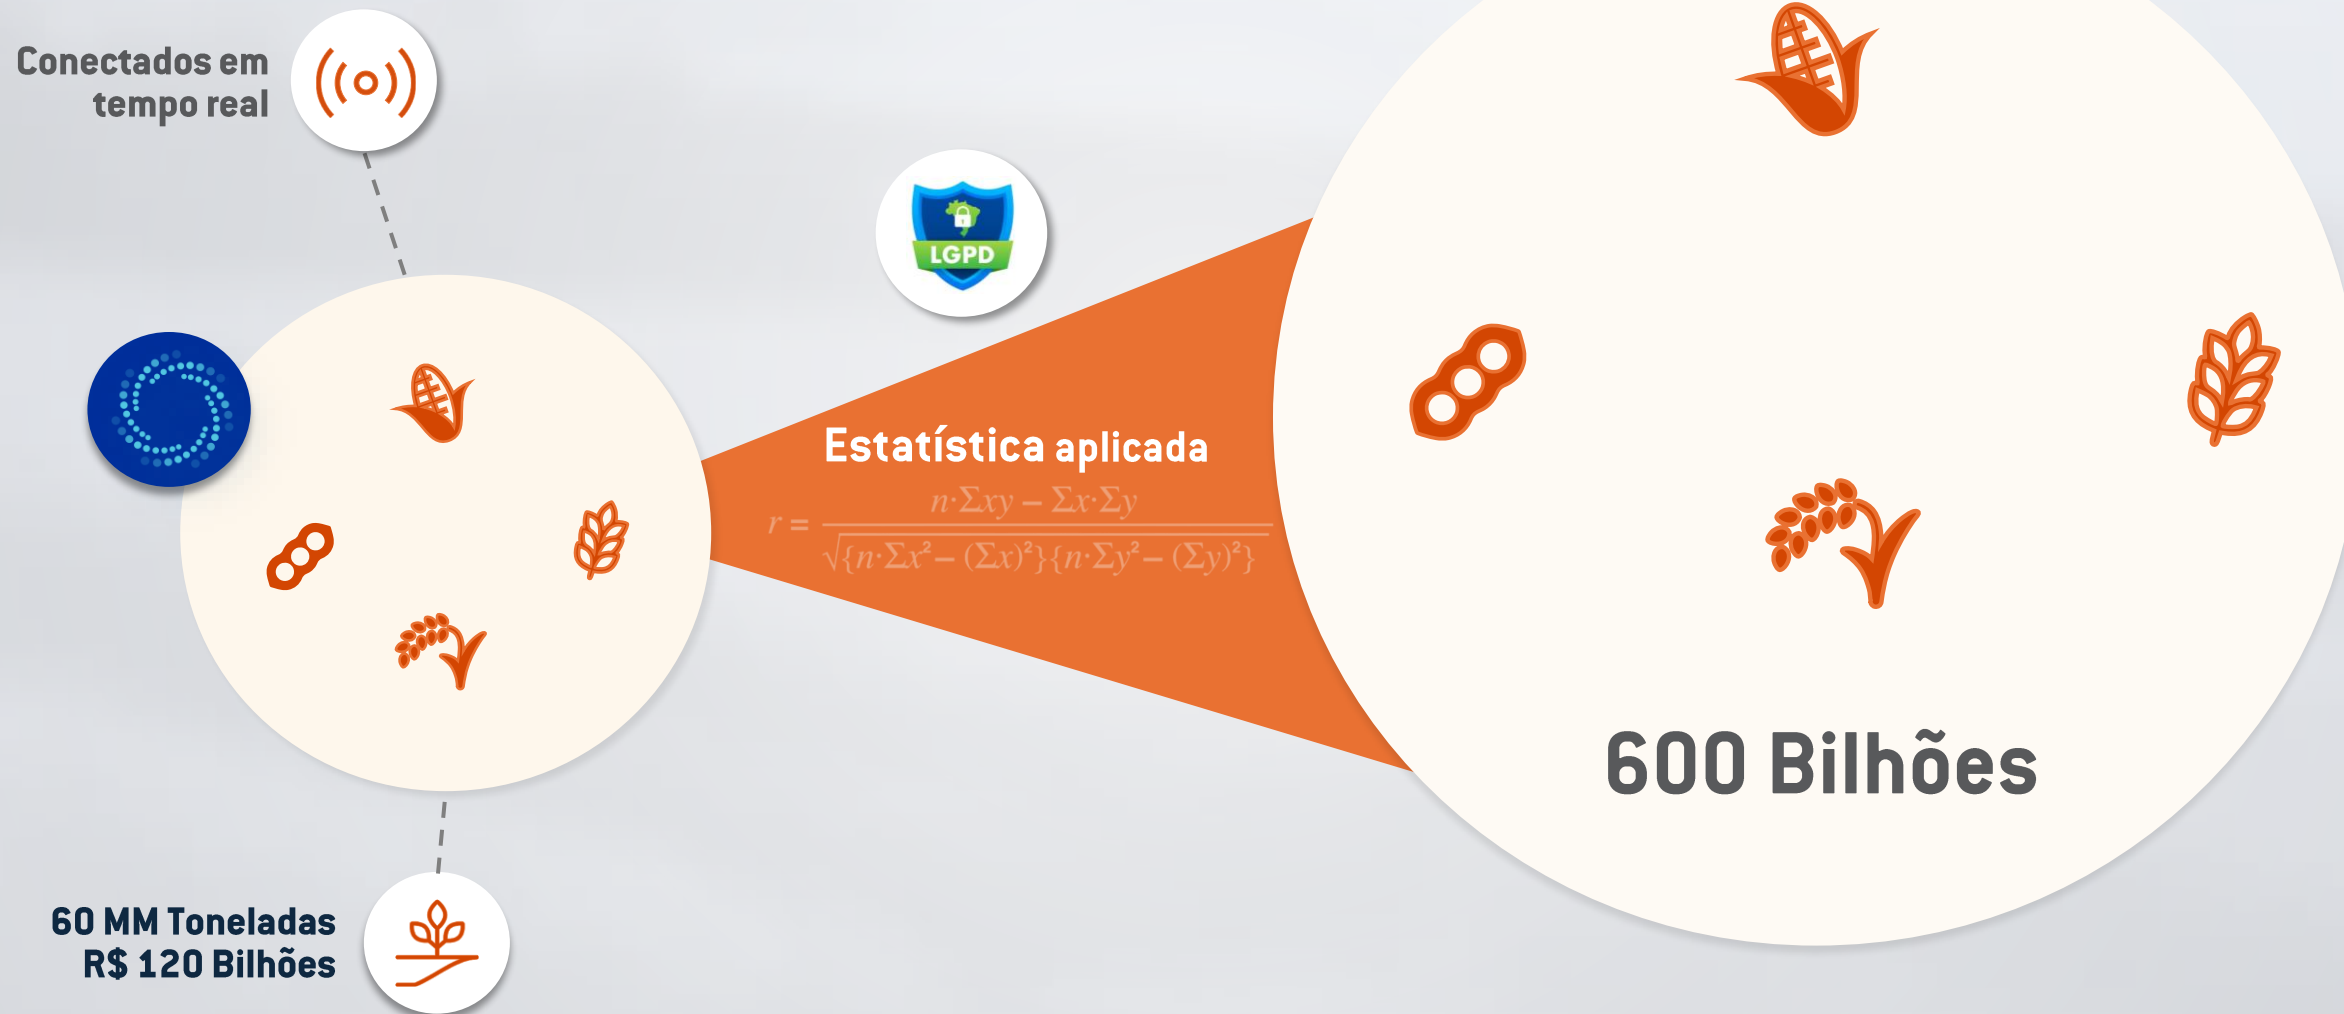 Conectados em
tempo real
LGPD
Estatística aplicada
r = n·Σxy − Σx·Σy / √{n·Σx² − (Σx)²}{n·Σy² − (Σy)²}
600 Bilhões
60 MM Toneladas
R$ 120 Bilhões